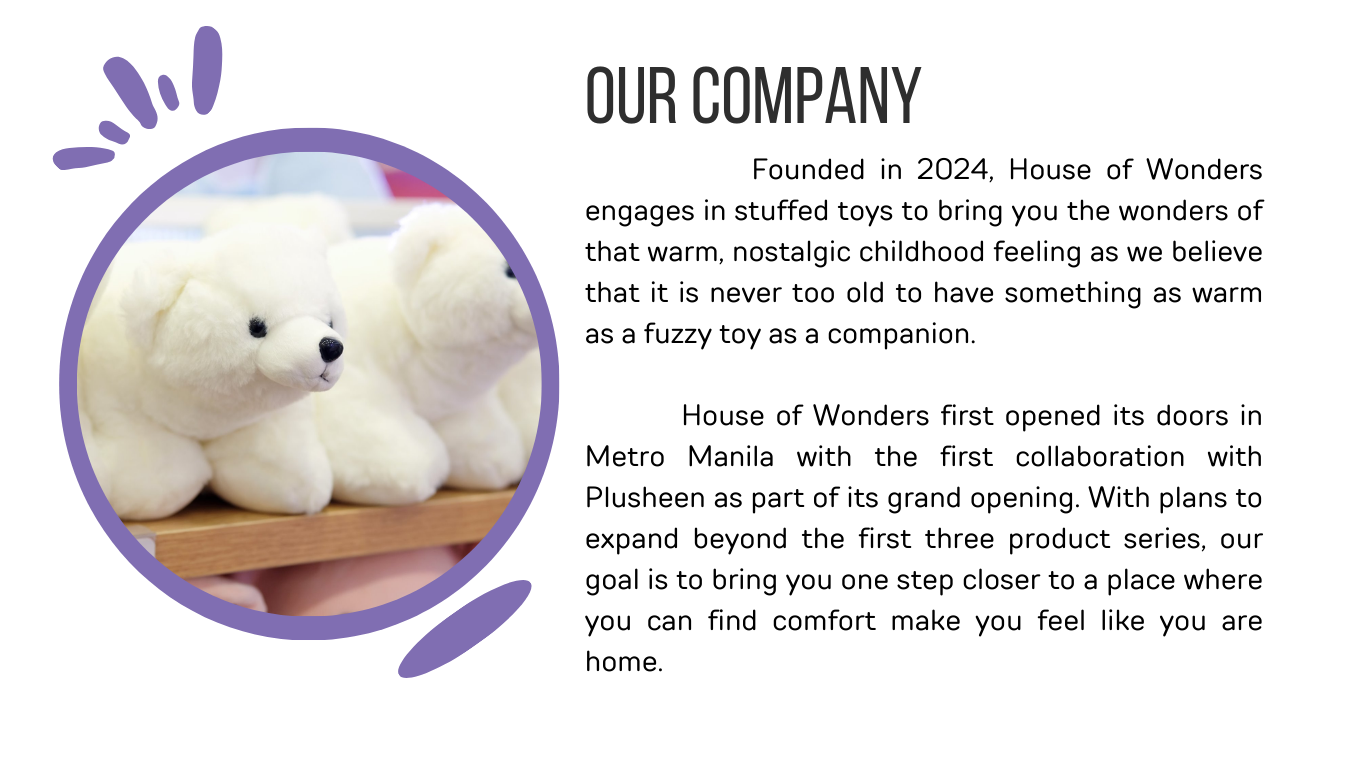 OUR COMPANY
Founded in 2024, House of Wonders
engages in stuffed toys to bring you the wonders of
that warm, nostalgic childhood feeling as we believe
that it is never too old to have something as warm
as a fuzzy toy as a companion.
House of Wonders first opened its doors in
Metro Manila with the first collaboration with
Plusheen as part of its grand opening. With plans to
expand beyond the first three product series, our
goal is to bring you one step closer to a place where
you can find comfort make you feel like you are
home.